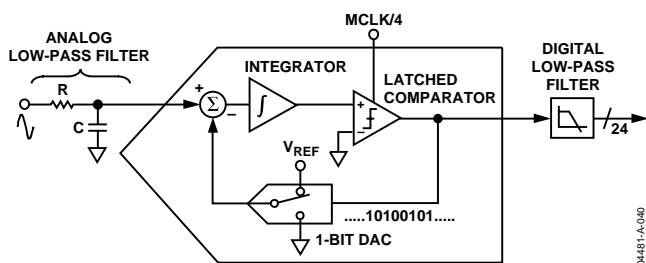 MCLK/4
ANALOG
LOW-PASS FILTER
INTEGRATOR
LATCHED
COMPARATOR
DIGITAL
LOW-PASS
FILTER
R
C
+
Σ
–
∫
+
–
24
VREF
.....10100101.....
1-BIT DAC
04481-A-040